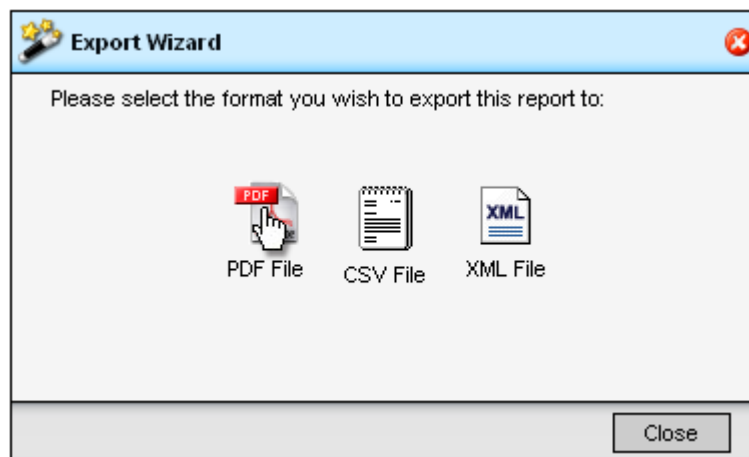 Export Wizard
Please select the format you wish to export this report to:
PDF
XML
PDF File
CSV File
XML File
Close